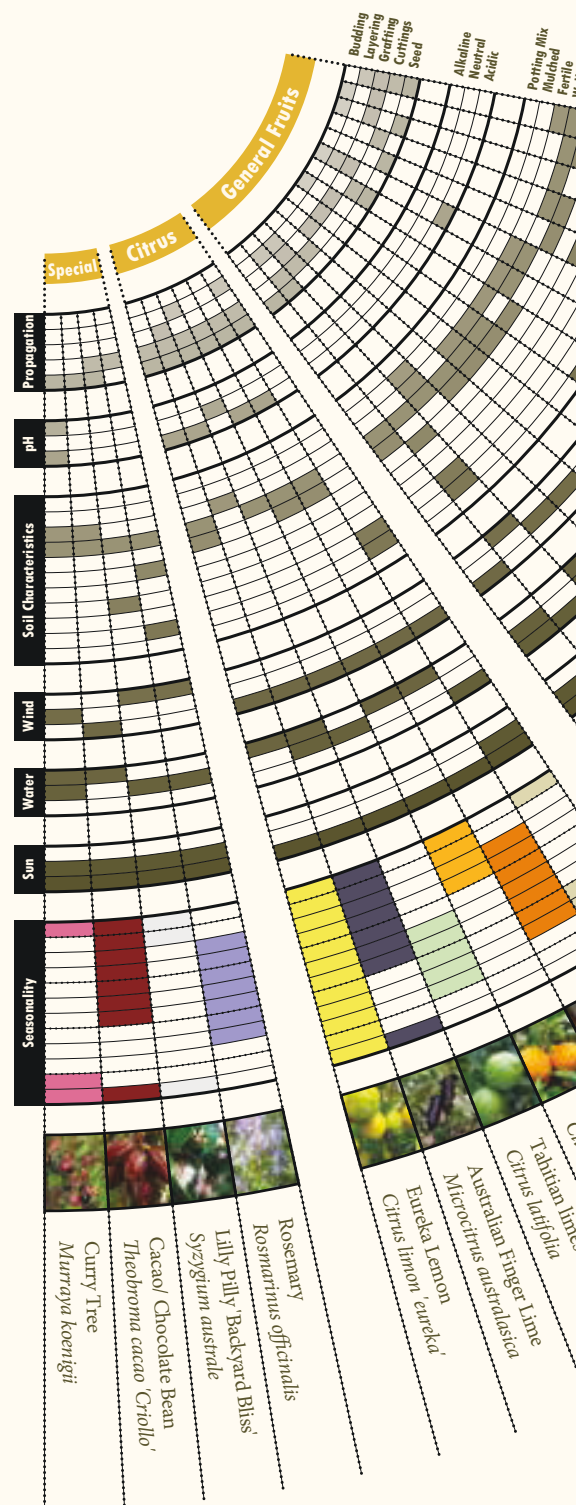 Budding
Layering
Grafting
Cuttings
Seed
Alkaline
Neutral
Acidic
Potting Mix
Mulched
Fertile
General Fruits
Citrus
Special
Propagation
pH
Soil Characteristics
Wind
Water
Sun
Seasonality
Curry Tree
Murraya koenigii
Cacao/ Chocolate Bean
Theobroma cacao 'Criollo'
Lilly Pilly 'Backyard Bliss'
Syzygium australe
Rosemary
Rosmarinus officinalis
Eureka Lemon
Citrus limon 'eureka'
Australian Finger Lime
Microcitrus australasica
Tahitian limes
Citrus latifolia